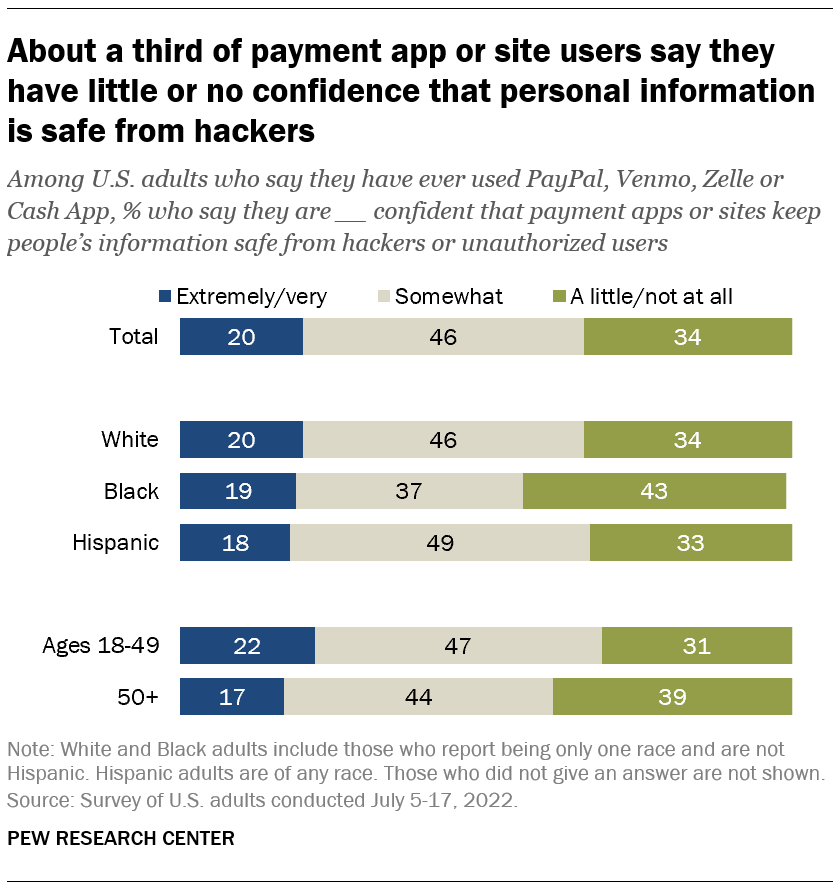 About a third of payment app or site users say they
have little or no confidence that personal information
is safe from hackers
Among U.S. adults who say they have ever used PayPal, Venmo, Zelle or
Cash App, % who say they are __ confident that payment apps or sites keep
people’s information safe from hackers or unauthorized users
Extremely/very Somewhat A little/not at all
Total 20 46 34
White 20 46 34
Black 19 37 43
Hispanic 18 49 33
Ages 18-49 22 47 31
50+ 17 44 39
Note: White and Black adults include those who report being only one race and are not
Hispanic. Hispanic adults are of any race. Those who did not give an answer are not shown.
Source: Survey of U.S. adults conducted July 5-17, 2022.
PEW RESEARCH CENTER